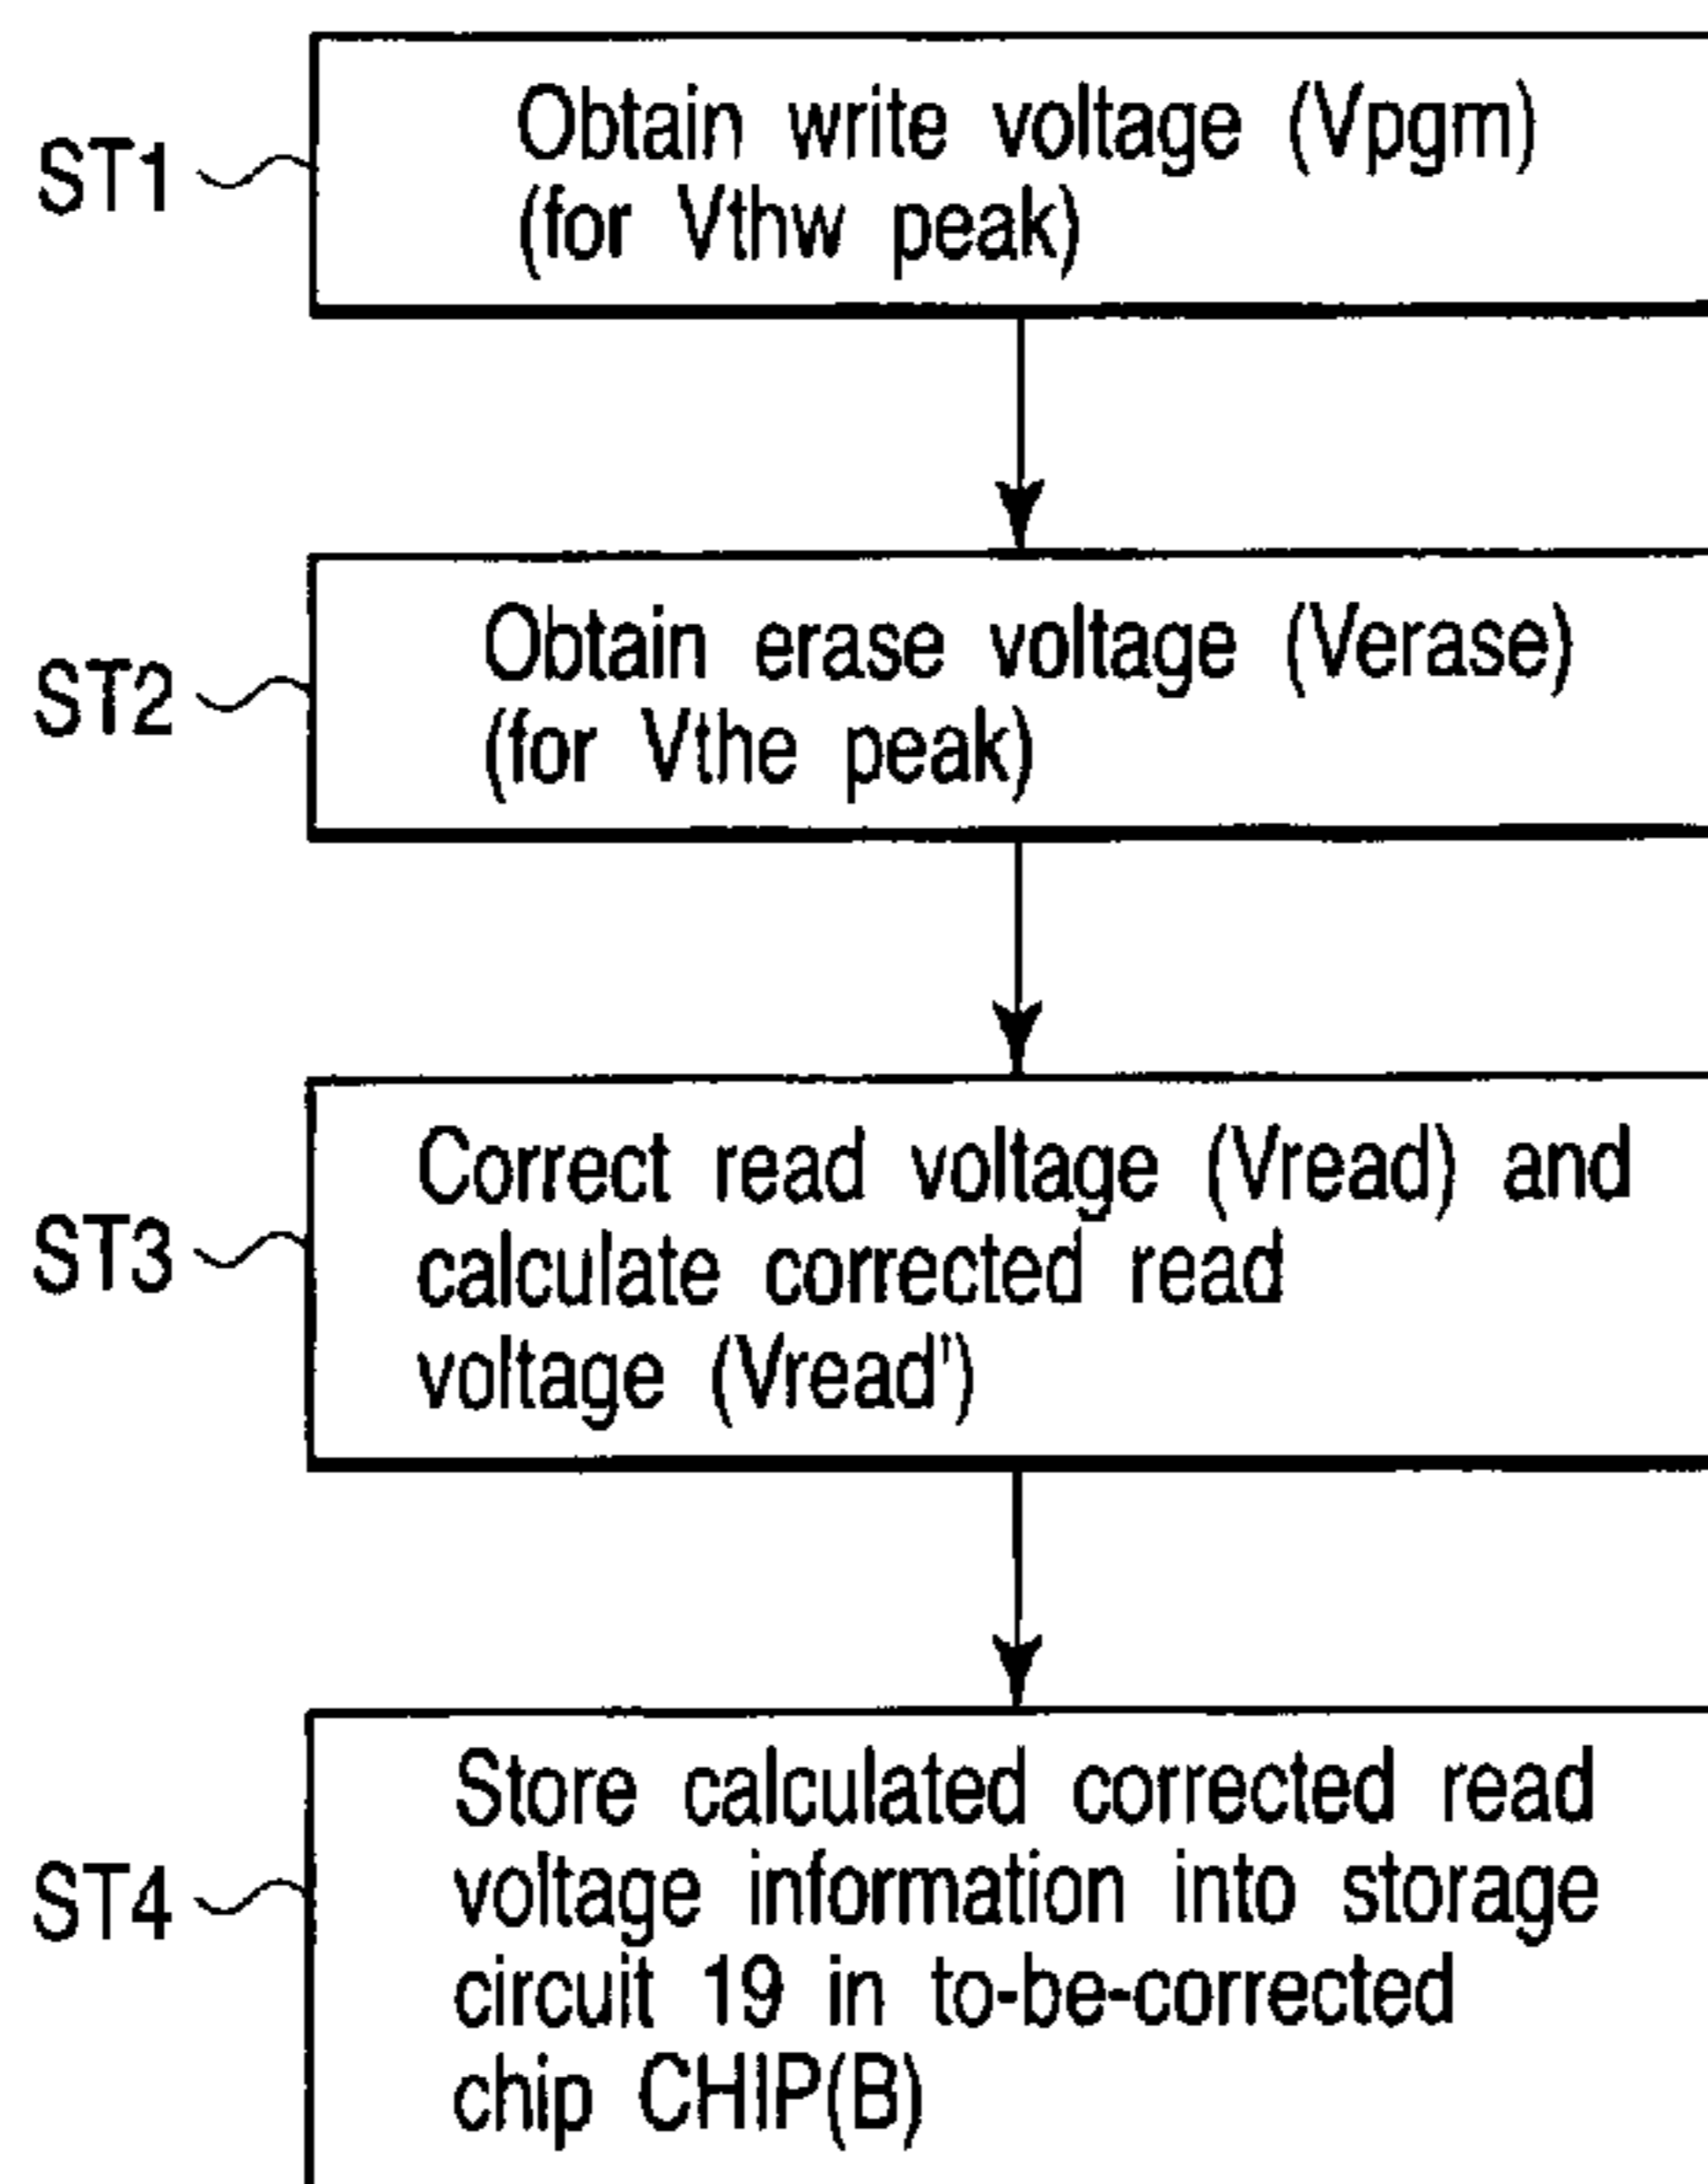 ST1
Obtain write voltage (Vpgm)
(for Vthw peak)
ST2
Obtain erase voltage (Verase)
(for Vthe peak)
ST3
Correct read voltage (Vread) and
calculate corrected read
voltage (Vread')
ST4
Store calculated corrected read
voltage information into storage
circuit 19 in to-be-corrected
chip CHIP(B)